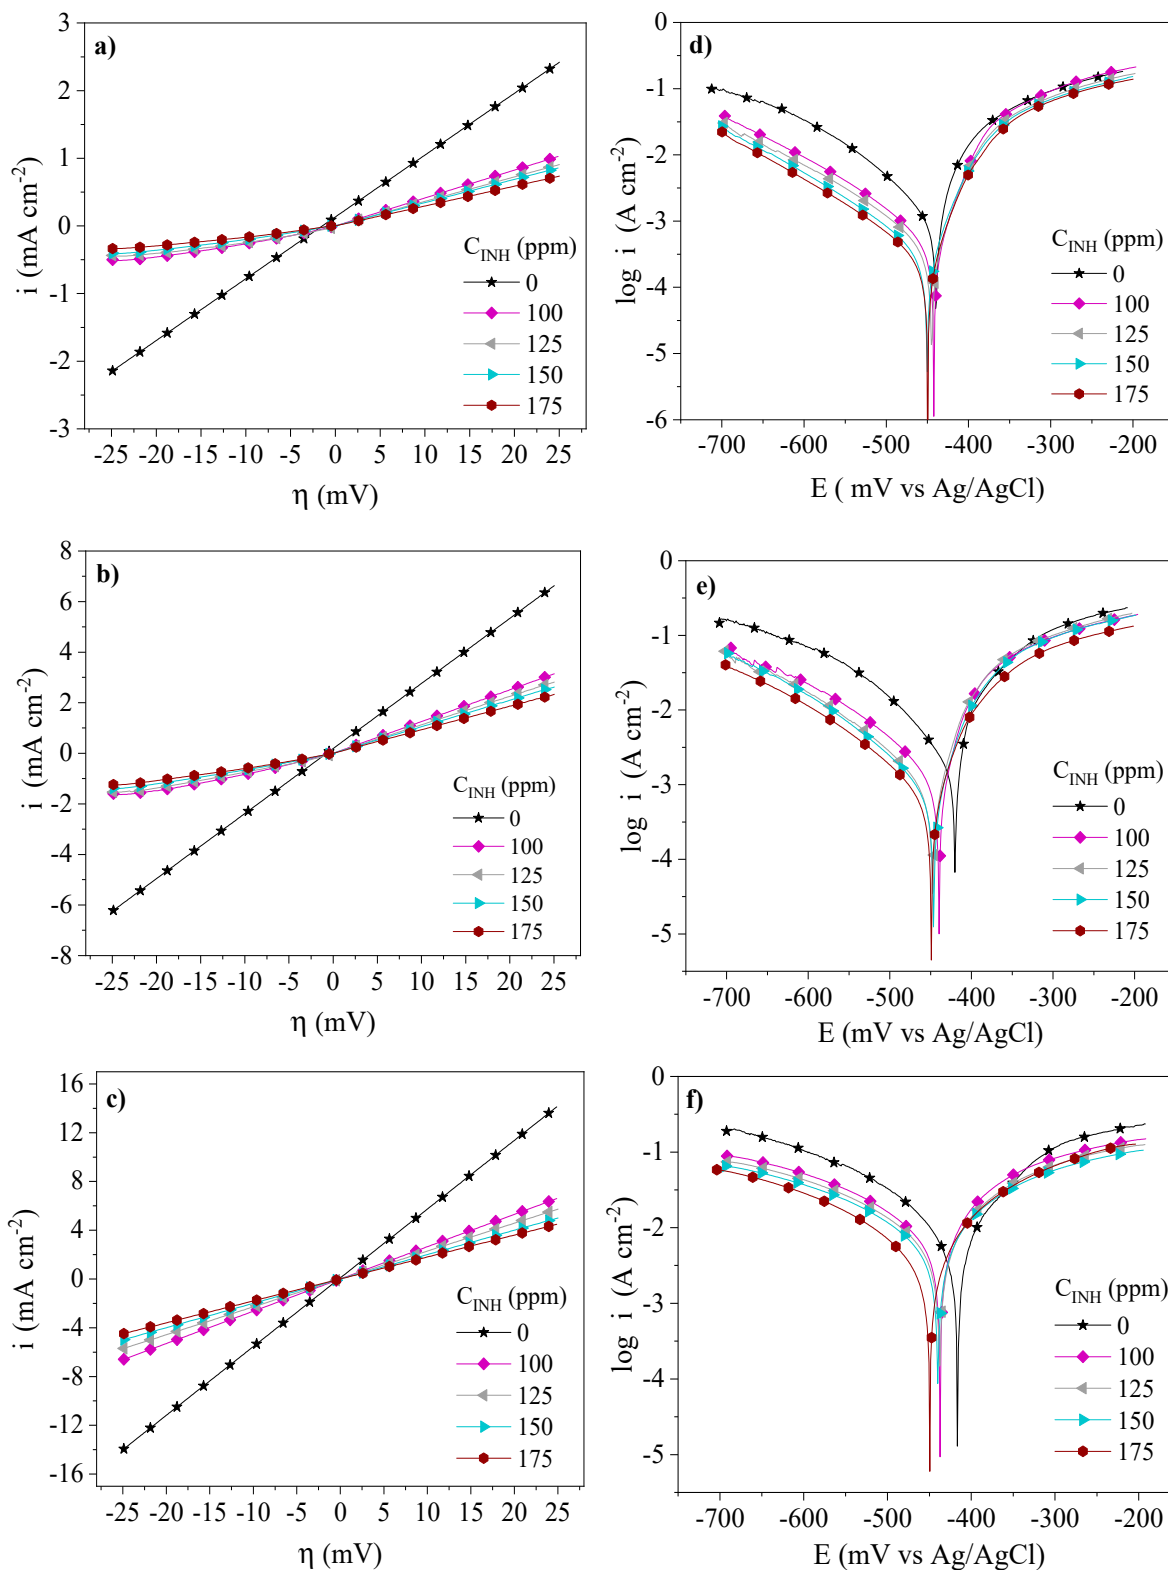 a)
3
2
1
0
-1
-2
-3
i (mA cm-2)
-25 -20 -15 -10 -5 0 5 10 15 20 25
η (mV)
CINH (ppm)
0
100
125
150
175
d)
0
-1
-2
-3
-4
-5
-6
log i (A cm-2)
-700 -600 -500 -400 -300 -200
E ( mV vs Ag/AgCl)
CINH (ppm)
0
100
125
150
175
b)
8
6
4
2
0
-2
-4
-6
-8
i (mA cm-2)
-25 -20 -15 -10 -5 0 5 10 15 20 25
η (mV)
CINH (ppm)
0
100
125
150
175
e)
0
-1
-2
-3
-4
-5
log i (A cm-2)
-700 -600 -500 -400 -300 -200
E (mV vs Ag/AgCl)
CINH (ppm)
0
100
125
150
175
c)
16
12
8
4
0
-4
-8
-12
-16
i (mA cm-2)
-25 -20 -15 -10 -5 0 5 10 15 20 25
η (mV)
CINH (ppm)
0
100
125
150
175
f)
0
-1
-2
-3
-4
-5
log i (A cm-2)
-700 -600 -500 -400 -300 -200
E (mV vs Ag/AgCl)
CINH (ppm)
0
100
125
150
175